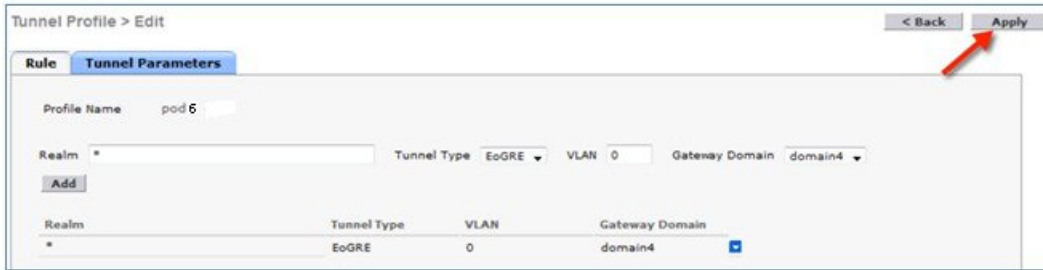 Tunnel Profile > Edit < Back Apply
Rule Tunnel Parameters
Profile Name pod 6
Realm * Tunnel Type EoGRE VLAN 0 Gateway Domain domain4
Add
Realm Tunnel Type VLAN Gateway Domain
* EoGRE 0 domain4